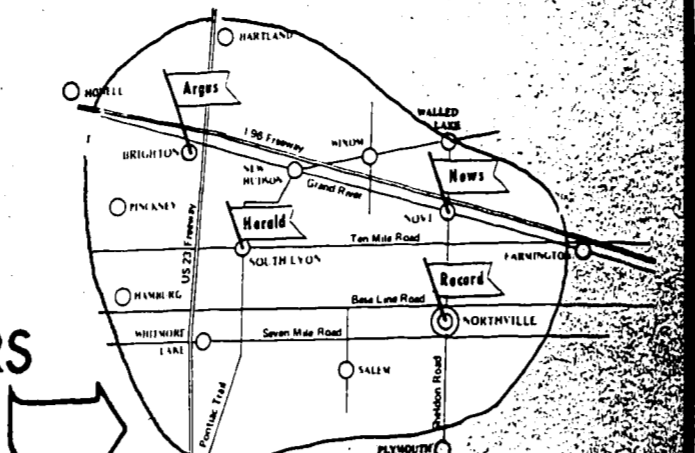 HARTLAND
HOWELL
Argus
WALLED
LAKE
I 96 Freeway
WIXOM
BRIGHTON
NEW
HUDSON
News
Grand River
PINCKNEY
US 23 Freeway
Herald
NOVI
Ten Mile Road
SOUTH LYON
FARMINGTON
Record
HAMBURG
Base Line Road
NORTHVILLE
RS
WHITMORE
LAKE
Seven Mile Road
SALEM
Pontiac Trail
Sheldon Road
PLYMOUTH